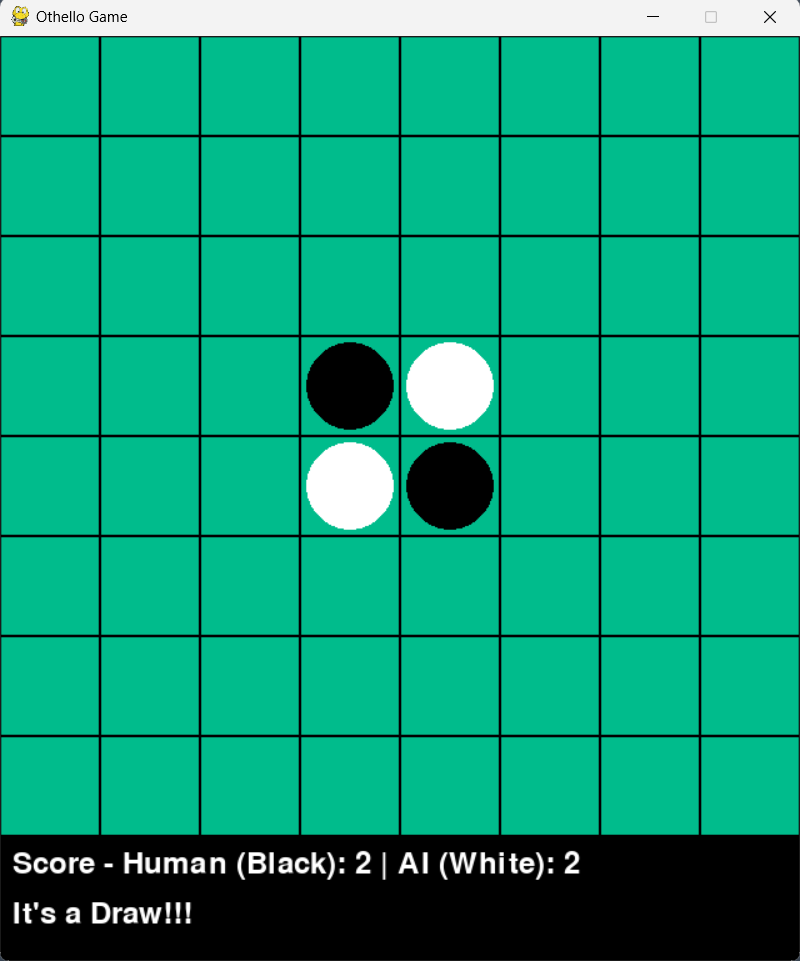 Othello Game
Score - Human (Black): 2 | AI (White): 2
It's a Draw!!!